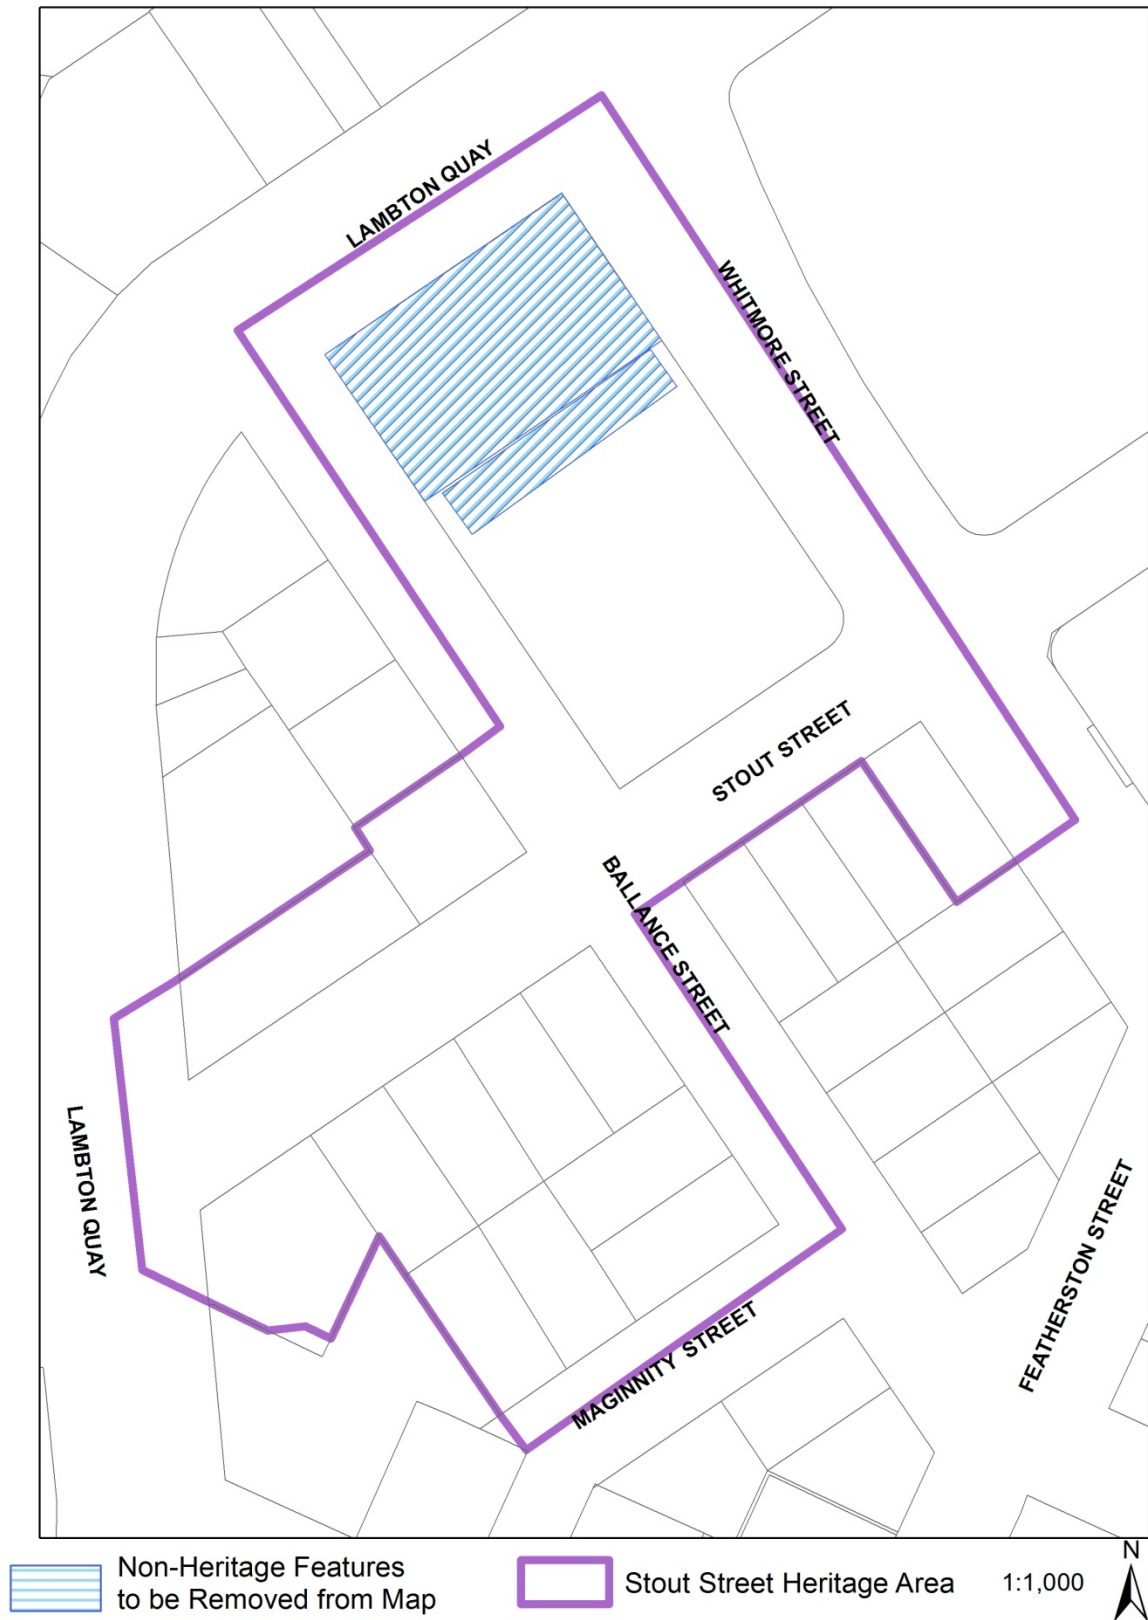 LAMBTON QUAY
WHITMORE STREET
STOUT STREET
BALLANCE STREET
LAMBTON QUAY
FEATHERSTON STREET
MAGINNITY STREET
Non-Heritage Features
to be Removed from Map
Stout Street Heritage Area
1:1,000
N